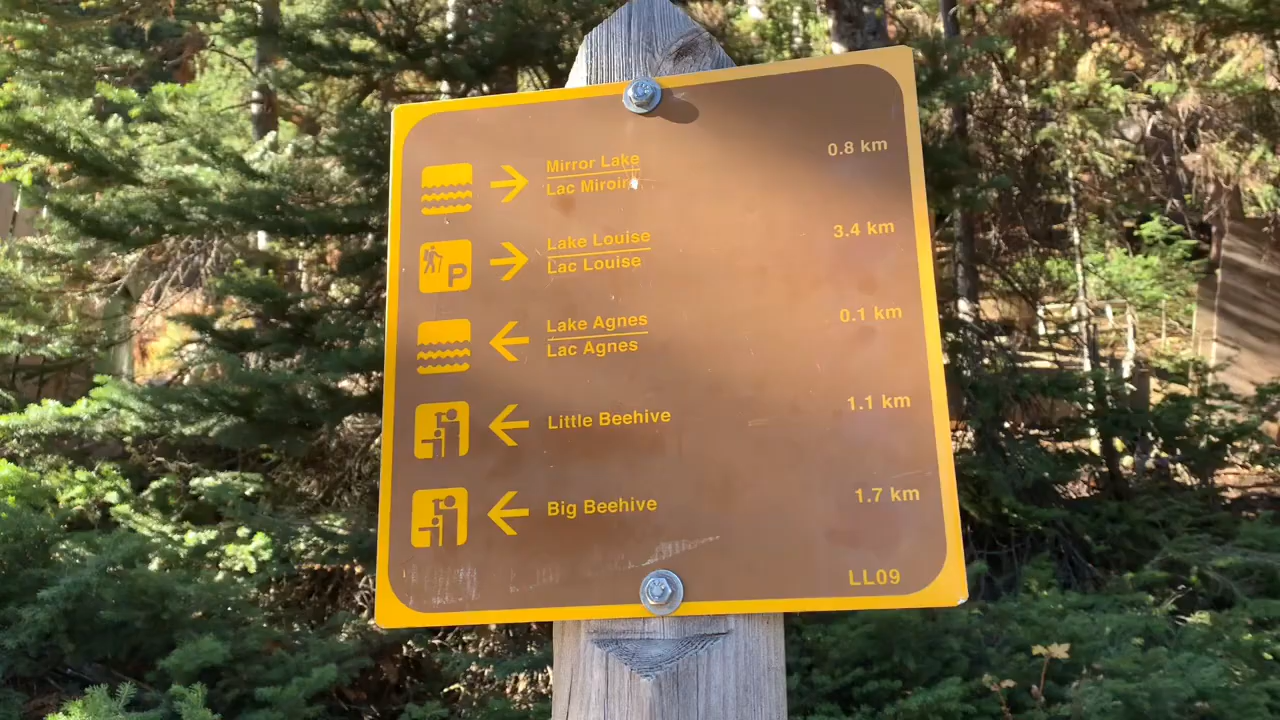 Mirror Lake
Lac Miroir
0.8 km
P
Lake Louise
Lac Louise
3.4 km
Lake Agnes
Lac Agnes
0.1 km
Little Beehive
1.1 km
Big Beehive
1.7 km
LL09